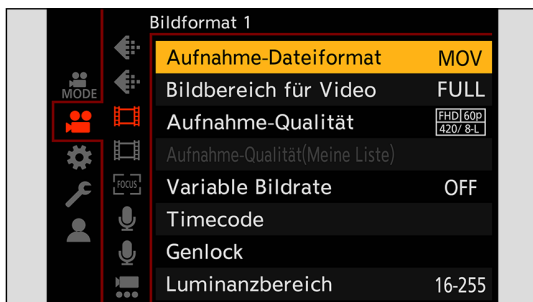 Bildformat 1
MODE
FOCUS
Aufnahme-Dateiformat MOV
Bildbereich für Video FULL
Aufnahme-Qualität FHD 60p
420/ 8-L
Aufnahme-Qualität(Meine Liste)
Variable Bildrate OFF
Timecode
Genlock
Luminanzbereich 16-255